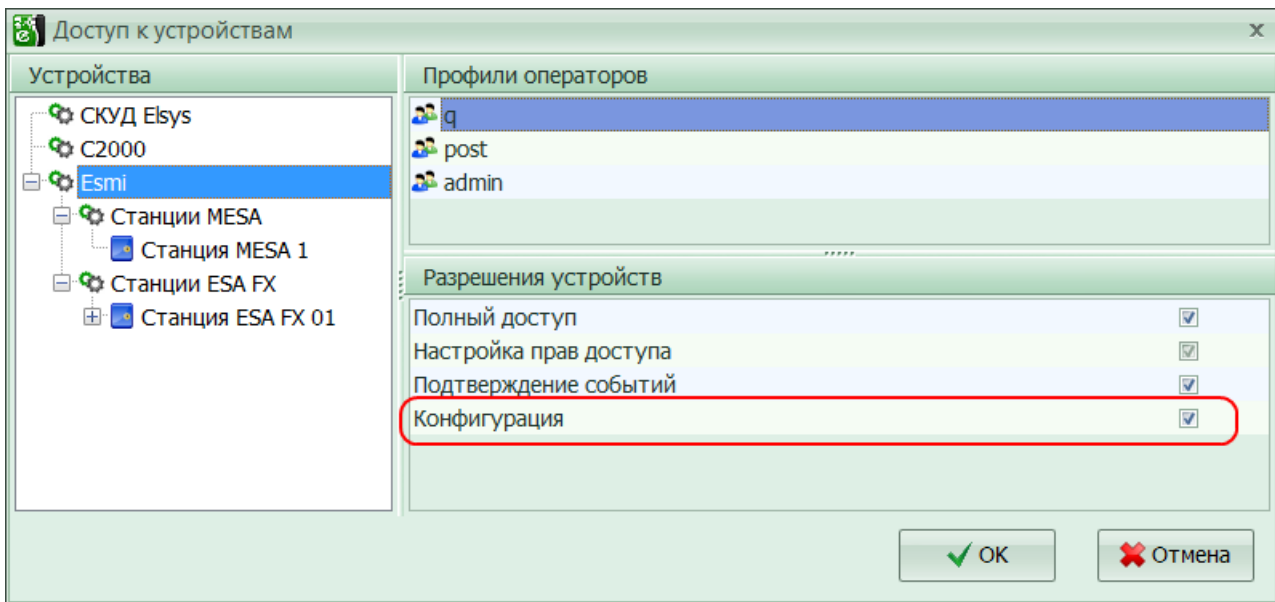 Доступ к устройствам
Устройства
СКУД Elsys
С2000
Esmi
Станции MESA
Станция MESA 1
Станции ESA FX
Станция ESA FX 01
Профили операторов
q
post
admin
Разрешения устройств
Полный доступ
Настройка прав доступа
Подтверждение событий
Конфигурация
OK
Отмена